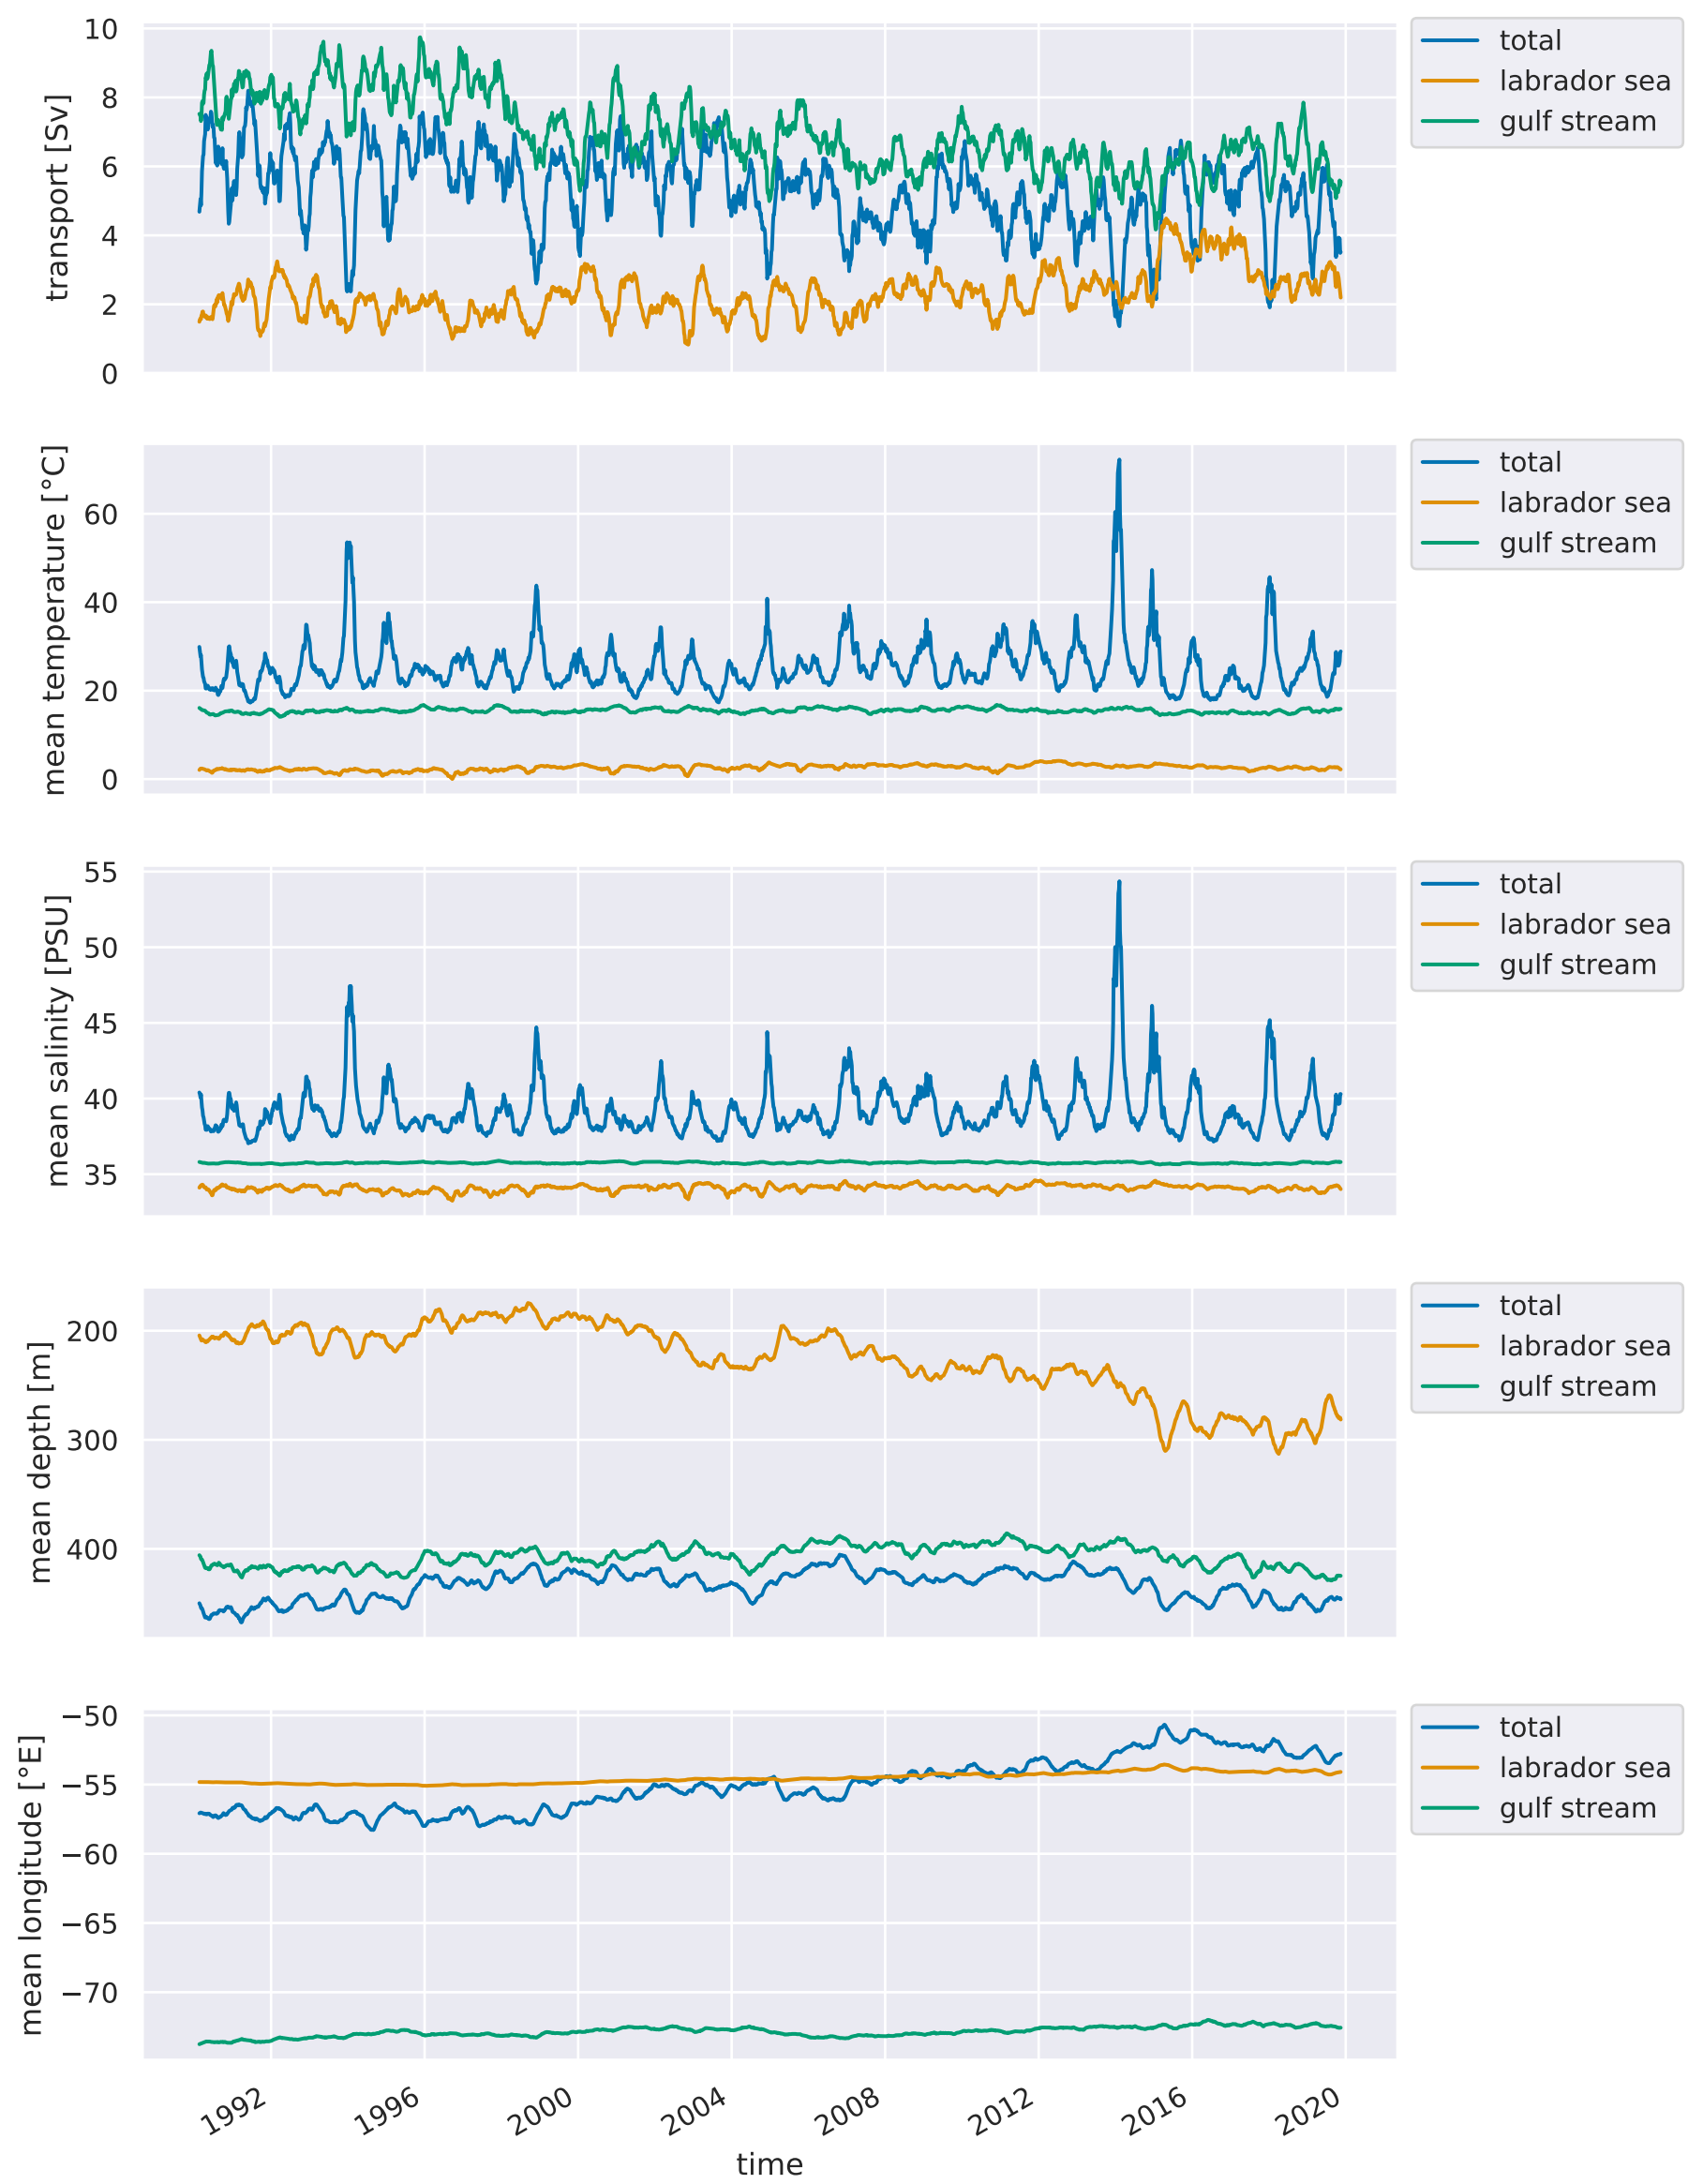 transport [Sv]
10
8
6
4
2
0
total
labrador sea
gulf stream
mean temperature [°C]
60
40
20
0
total
labrador sea
gulf stream
mean salinity [PSU]
55
50
45
40
35
total
labrador sea
gulf stream
mean depth [m]
200
300
400
total
labrador sea
gulf stream
mean longitude [°E]
−50
−55
−60
−65
−70
total
labrador sea
gulf stream
1992
1996
2000
2004
2008
2012
2016
2020
time